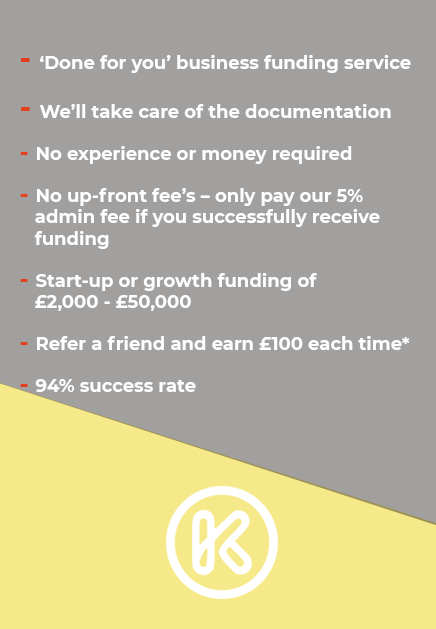 - ‘Done for you’ business funding service
- We’ll take care of the documentation
- No experience or money required
- No up-front fee’s – only pay our 5%
admin fee if you successfully receive
funding
- Start-up or growth funding of
£2,000 - £50,000
- Refer a friend and earn £100 each time*
- 94% success rate
K